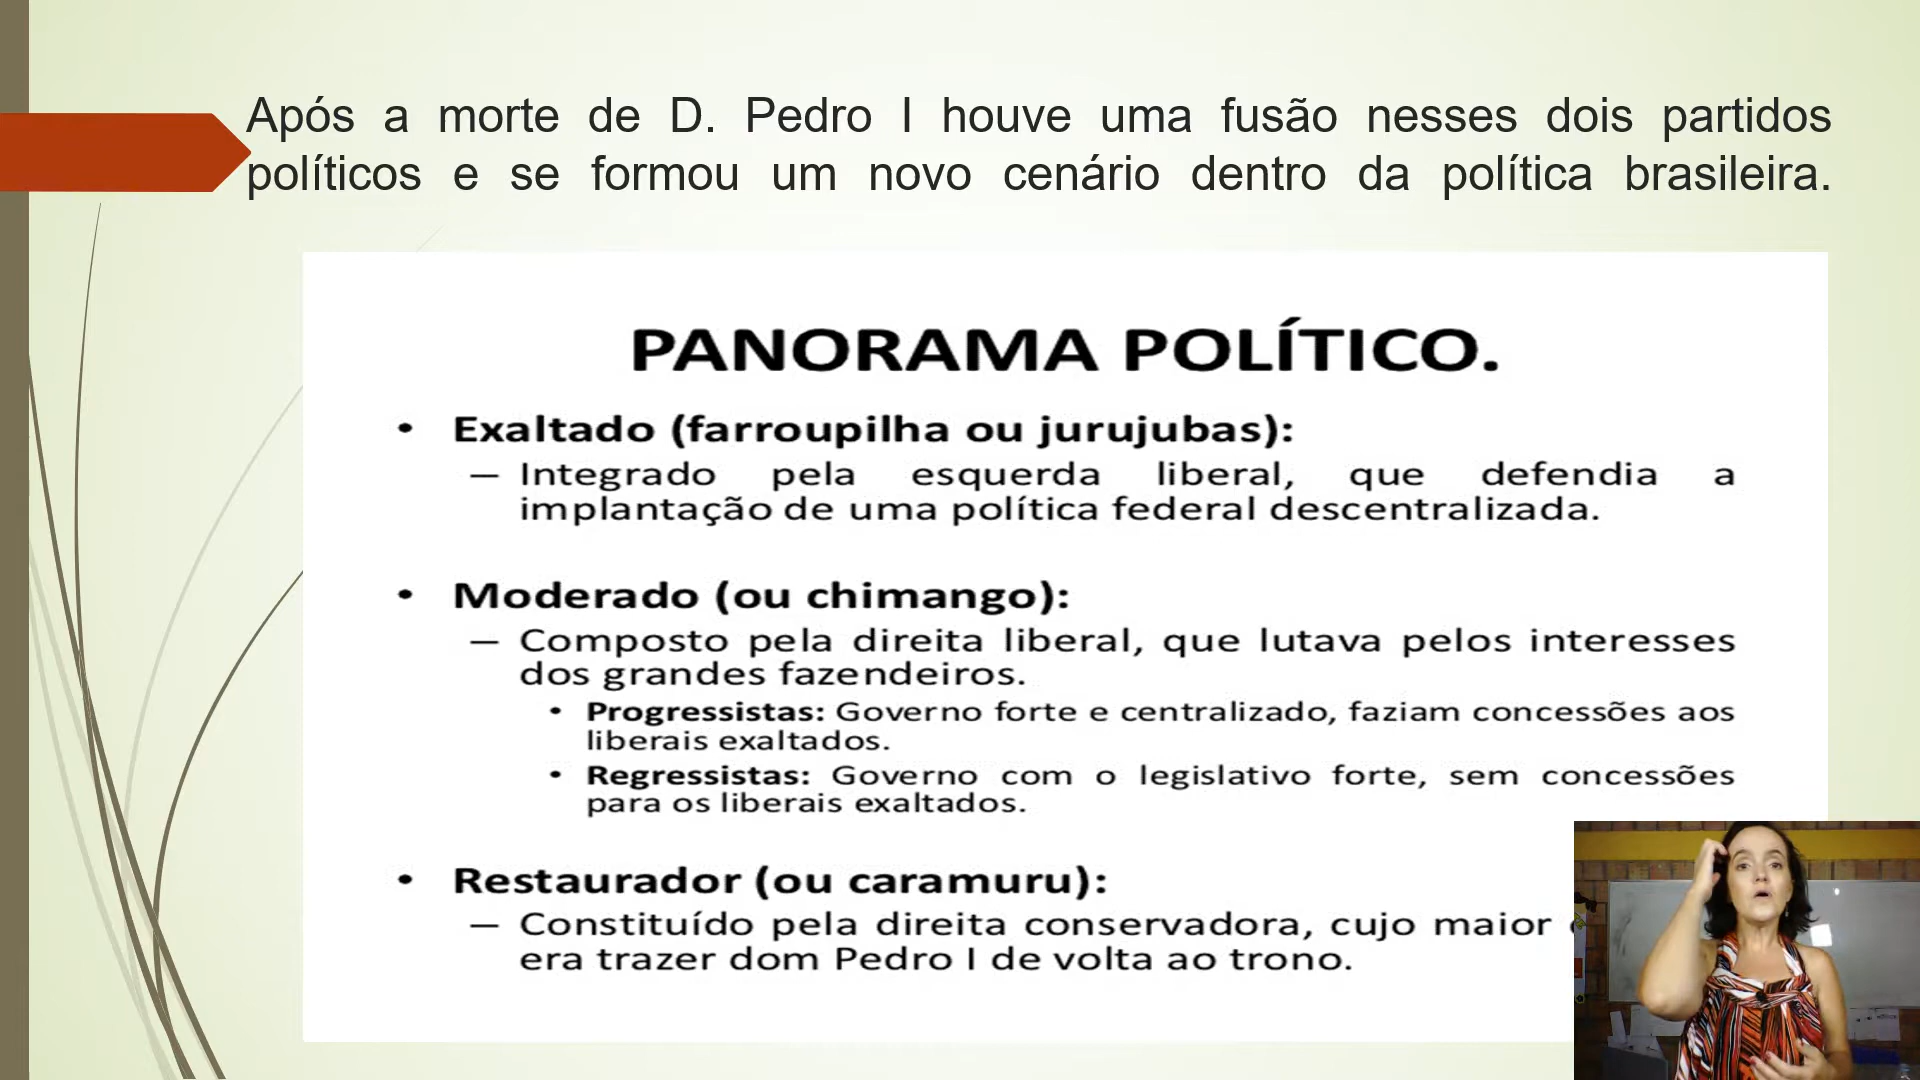 Após a morte de D. Pedro I houve uma fusão nesses dois partidos
políticos e se formou um novo cenário dentro da política brasileira.
PANORAMA POLÍTICO.
• Exaltado (farroupilha ou jurujubas):
– Integrado pela esquerda liberal, que defendia a
implantação de uma política federal descentralizada.
• Moderado (ou chimango):
– Composto pela direita liberal, que lutava pelos interesses
dos grandes fazendeiros.
• Progressistas: Governo forte e centralizado, faziam concessões aos
liberais exaltados.
• Regressistas: Governo com o legislativo forte, sem concessões
para os liberais exaltados.
• Restaurador (ou caramuru):
– Constituído pela direita conservadora, cujo maior
era trazer dom Pedro I de volta ao trono.